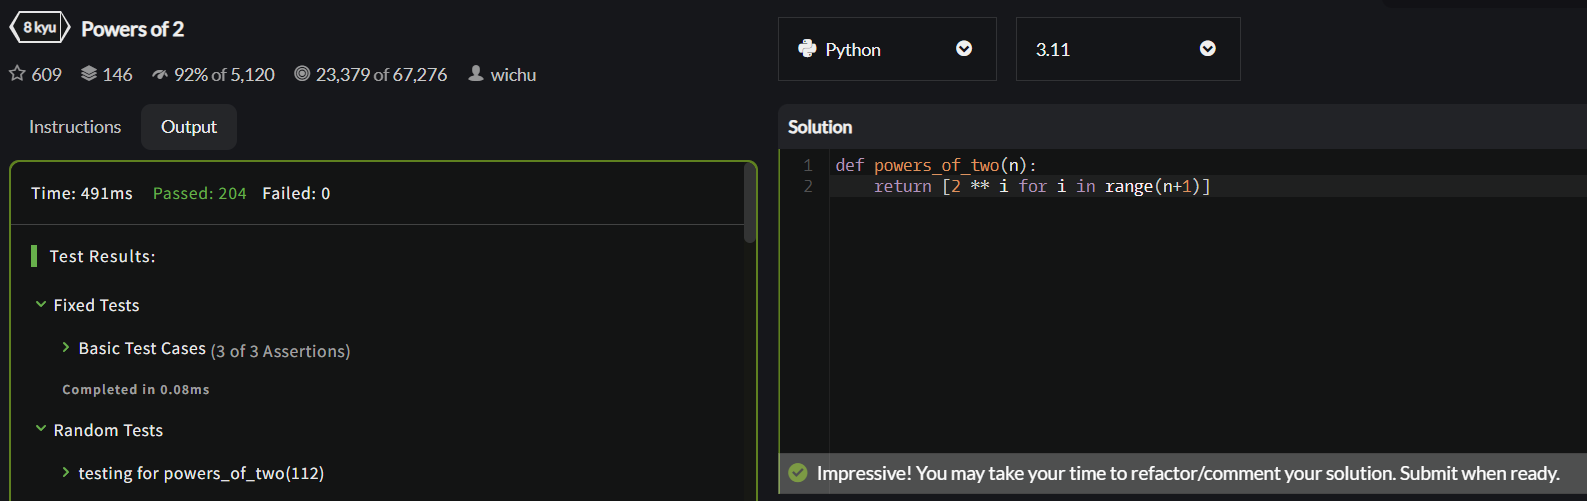 8 kyu Powers of 2
609 146 92% of 5,120 23,379 of 67,276 wichu
Python 3.11
Instructions Output
Time: 491ms Passed: 204 Failed: 0
Test Results:
Fixed Tests
Basic Test Cases (3 of 3 Assertions)
Completed in 0.08ms
Random Tests
testing for powers_of_two(112)
Solution
1 def powers_of_two(n):
2     return [2 ** i for i in range(n+1)]
Impressive! You may take your time to refactor/comment your solution. Submit when ready.